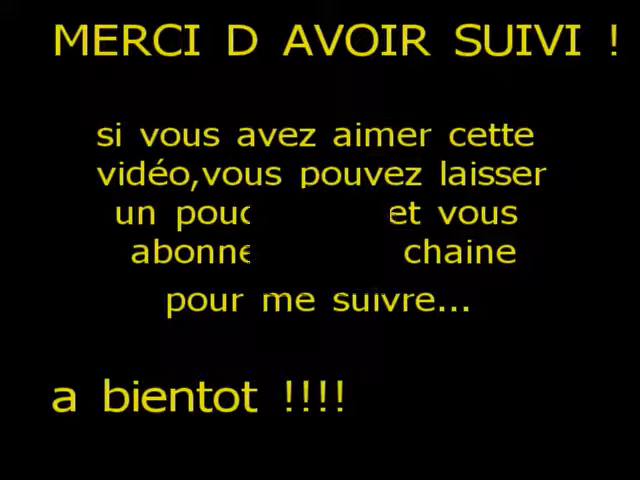 MERCI D AVOIR SUIVI !
si vous avez aimer cette
vidéo,vous pouvez laisser
un et vous
chaine
pour me suivre...
a bientot !!!!